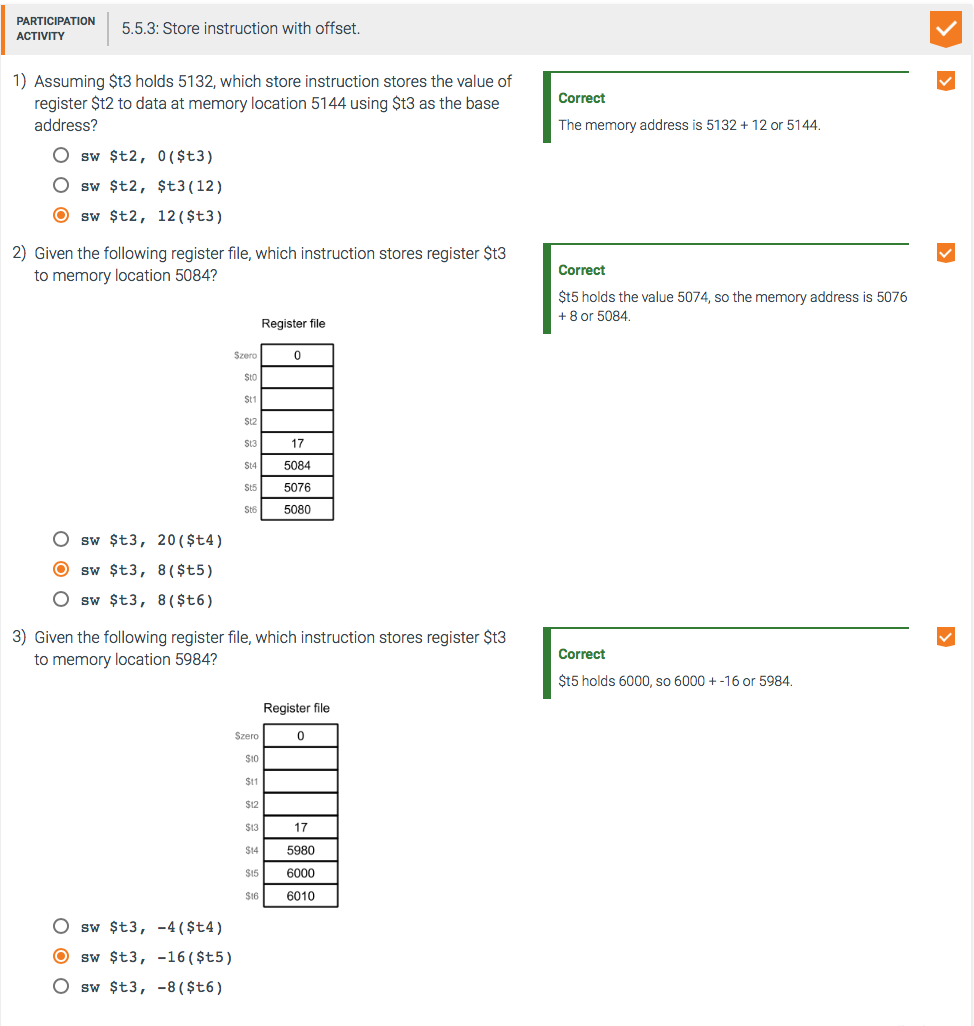 PARTICIPATION
ACTIVITY
5.5.3: Store instruction with offset.
1) Assuming $t3 holds 5132, which store instruction stores the value of
register $t2 to data at memory location 5144 using $t3 as the base
address?
sw $t2, 0($t3)
sw $t2, $t3(12)
sw $t2, 12($t3)
Correct
The memory address is 5132 + 12 or 5144.
2) Given the following register file, which instruction stores register $t3
to memory location 5084?
Register file
$zero 0
$t0
$t1
$t2
$t3 17
$t4 5084
$t5 5076
$t6 5080
sw $t3, 20($t4)
sw $t3, 8($t5)
sw $t3, 8($t6)
Correct
$t5 holds the value 5074, so the memory address is 5076
+ 8 or 5084.
3) Given the following register file, which instruction stores register $t3
to memory location 5984?
Register file
$zero 0
$t0
$t1
$t2
$t3 17
$t4 5980
$t5 6000
$t6 6010
sw $t3, -4($t4)
sw $t3, -16($t5)
sw $t3, -8($t6)
Correct
$t5 holds 6000, so 6000 + -16 or 5984.